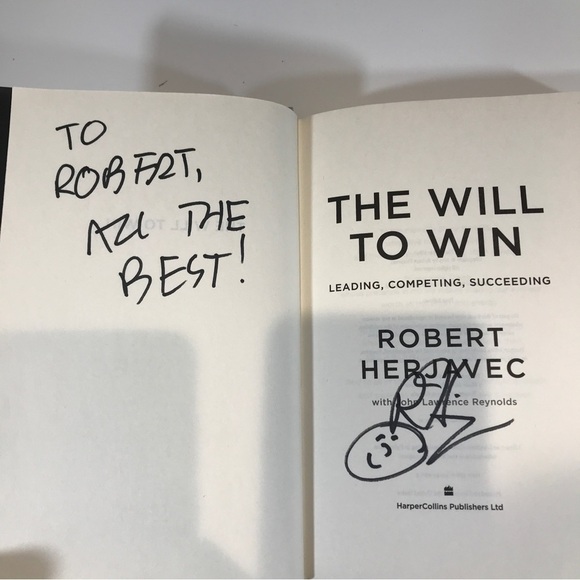 TO
ROBERT,
ALL THE
BEST!
THE WILL
TO WIN
LEADING, COMPETING, SUCCEEDING
ROBERT
HERJAVEC
with John Lawrence Reynolds
HarperCollins Publishers Ltd